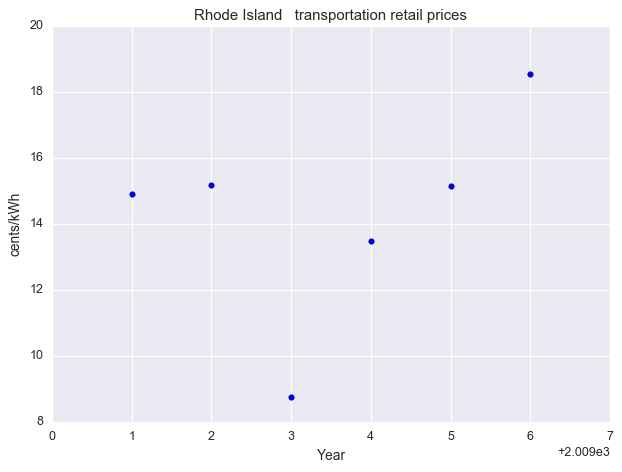 Rhode Island   transportation retail prices
20
18
16
14
12
10
8
cents/kWh
0 1 2 3 4 5 6 7
+2.009e3
Year